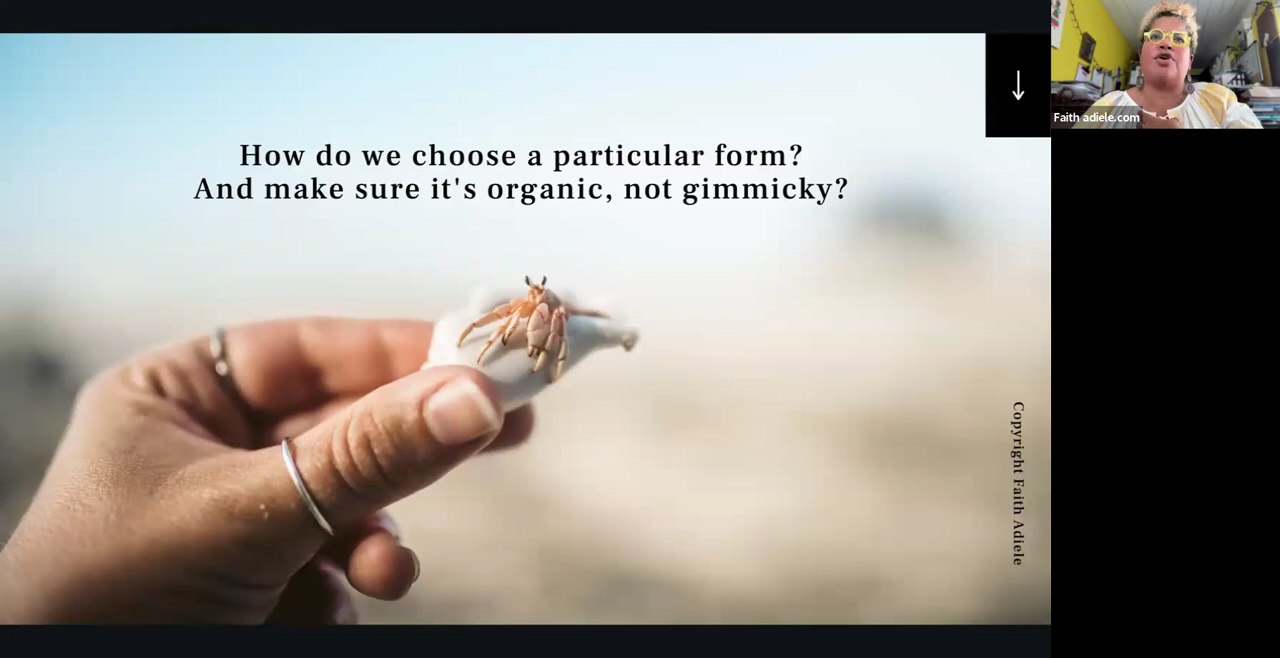 How do we choose a particular form?
And make sure it's organic, not gimmicky?
Faith adiele.com
Copyright Faith Adiele